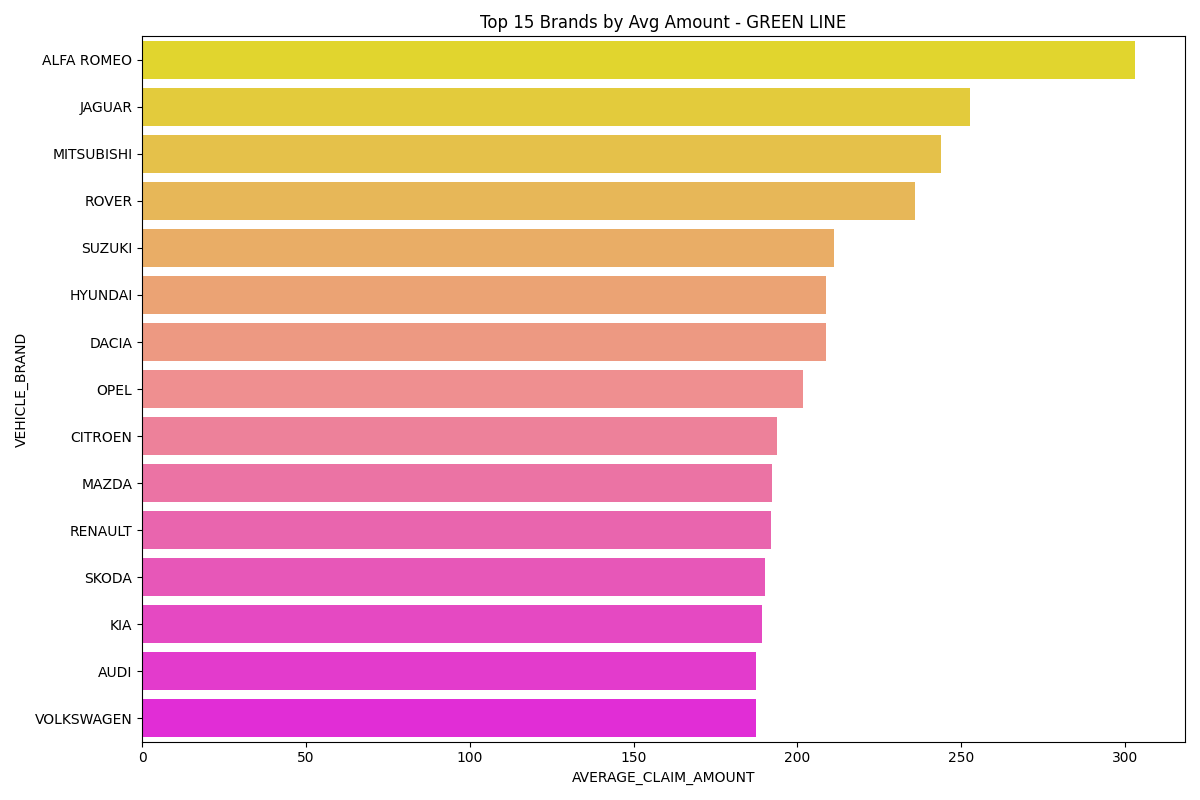 Top 15 Brands by Avg Amount - GREEN LINE
ALFA ROMEO
JAGUAR
MITSUBISHI
ROVER
SUZUKI
HYUNDAI
DACIA
OPEL
CITROEN
MAZDA
RENAULT
SKODA
KIA
AUDI
VOLKSWAGEN
VEHICLE_BRAND
0 50 100 150 200 250 300
AVERAGE_CLAIM_AMOUNT